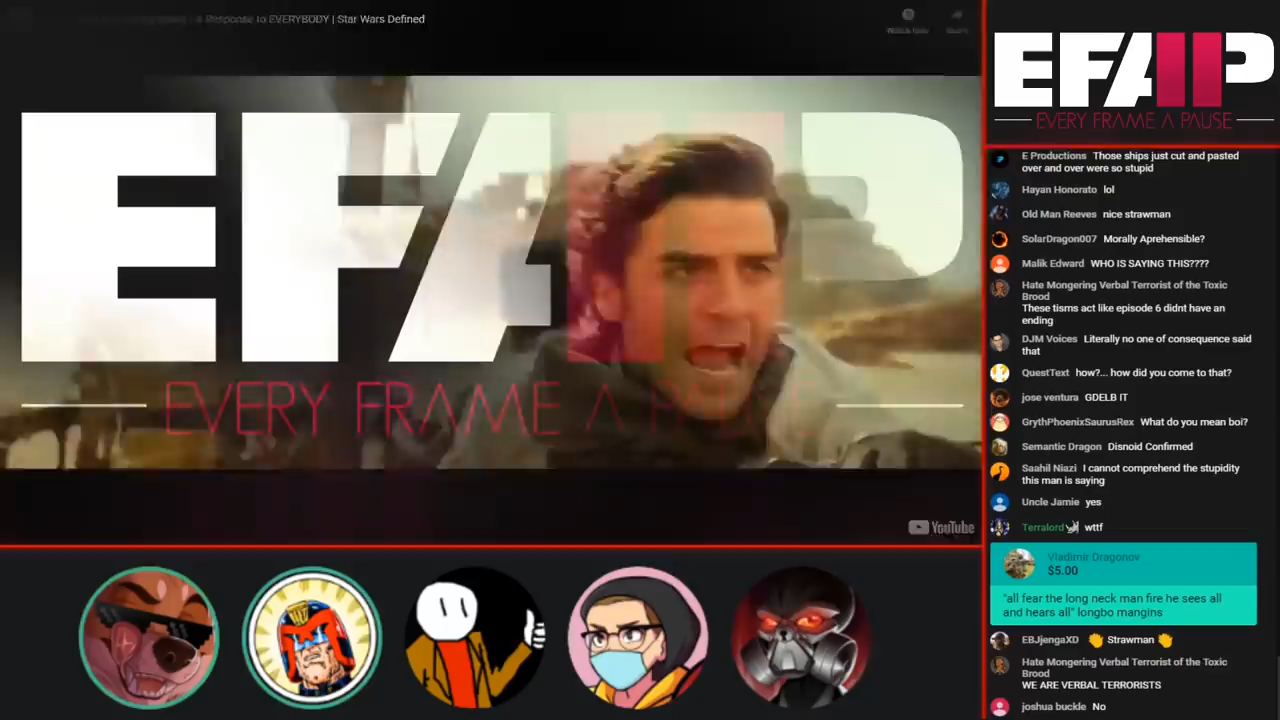 Response to EVERYBODY | Star Wars Defined
EFAP
EVERY FRAME A PAUSE
YouTube
EFAP
EVERY FRAME A PAUSE
E Productions Those ships just cut and pasted
over and over were so stupid
Hayan Honorato lol
Old Man Reeves nice strawman
SolarDragon007 Morally Aprehensible?
Malik Edward WHO IS SAYING THIS????
Hate Mongering Verbal Terrorist of the Toxic
Brood
These tisms act like episode 6 didnt have an
ending
DJM Voices Literally no one of consequence said
that
QuestText how?... how did you come to that?
jose ventura GDELB IT
GrythPhoenixSaurusRex What do you mean boi?
Semantic Dragon Disnoid Confirmed
Saahil Niazi I cannot comprehend the stupidity
this man is saying
Uncle Jamie yes
Terralord wttf
Vladimir Dragonov
$5.00
"all fear the long neck man fire he sees all
and hears all" longbo mangins
EBJjengaXD 👏 Strawman 👏
Hate Mongering Verbal Terrorist of the Toxic
Brood
WE ARE VERBAL TERRORISTS
joshua buckle No